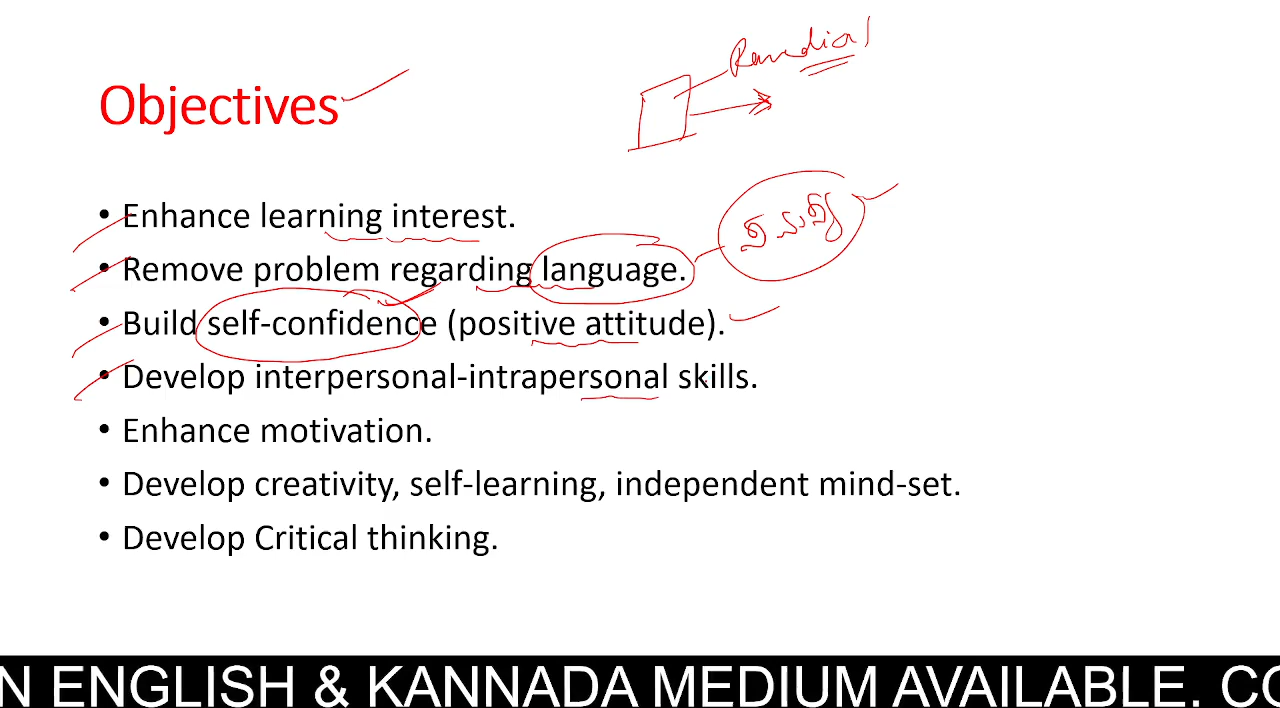 Remedial
Objectives
• Enhance learning interest.
• Remove problem regarding language.
• Build self-confidence (positive attitude).
• Develop interpersonal-intrapersonal skills.
• Enhance motivation.
• Develop creativity, self-learning, independent mind-set.
• Develop Critical thinking.
N ENGLISH & KANNADA MEDIUM AVAILABLE. CO